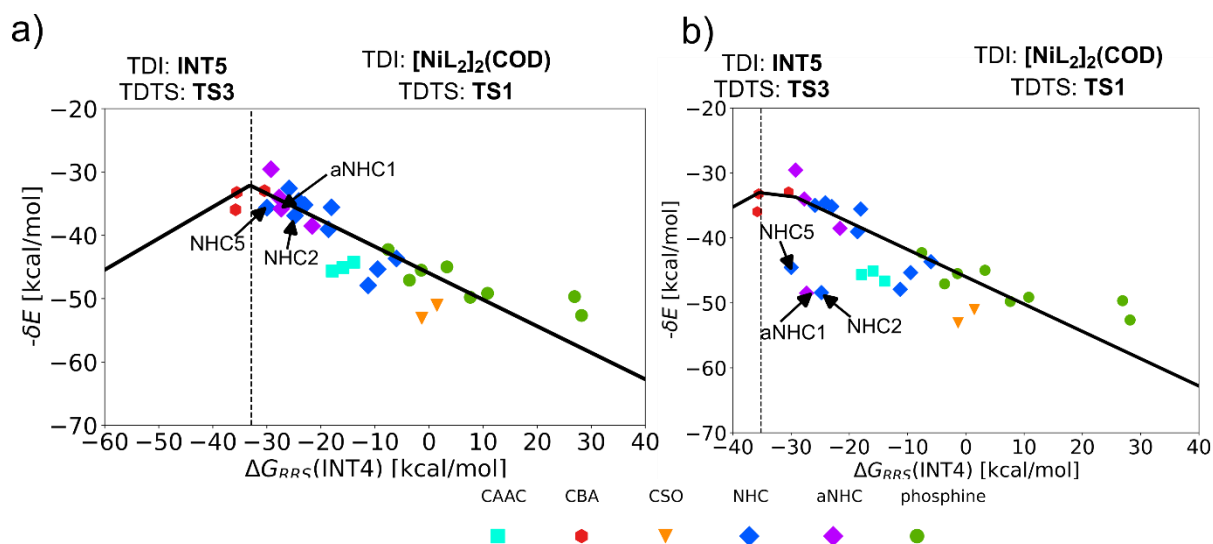 a)
TDI: INT5
TDTS: TS3
TDI: [NiL₂]₂(COD)
TDTS: TS1
−20
−30
−40
−50
−60
−70
-δE [kcal/mol]
aNHC1
NHC5
NHC2
−60 −50 −40 −30 −20 −10 0 10 20 30 40
ΔG_RRS(INT4) [kcal/mol]
b)
TDI: INT5
TDTS: TS3
TDI: [NiL₂]₂(COD)
TDTS: TS1
−20
−30
−40
−50
−60
−70
-δE [kcal/mol]
NHC5
aNHC1
NHC2
−40 −30 −20 −10 0 10 20 30 40
ΔG_RRS(INT4) [kcal/mol]
CAAC CBA CSO NHC aNHC phosphine